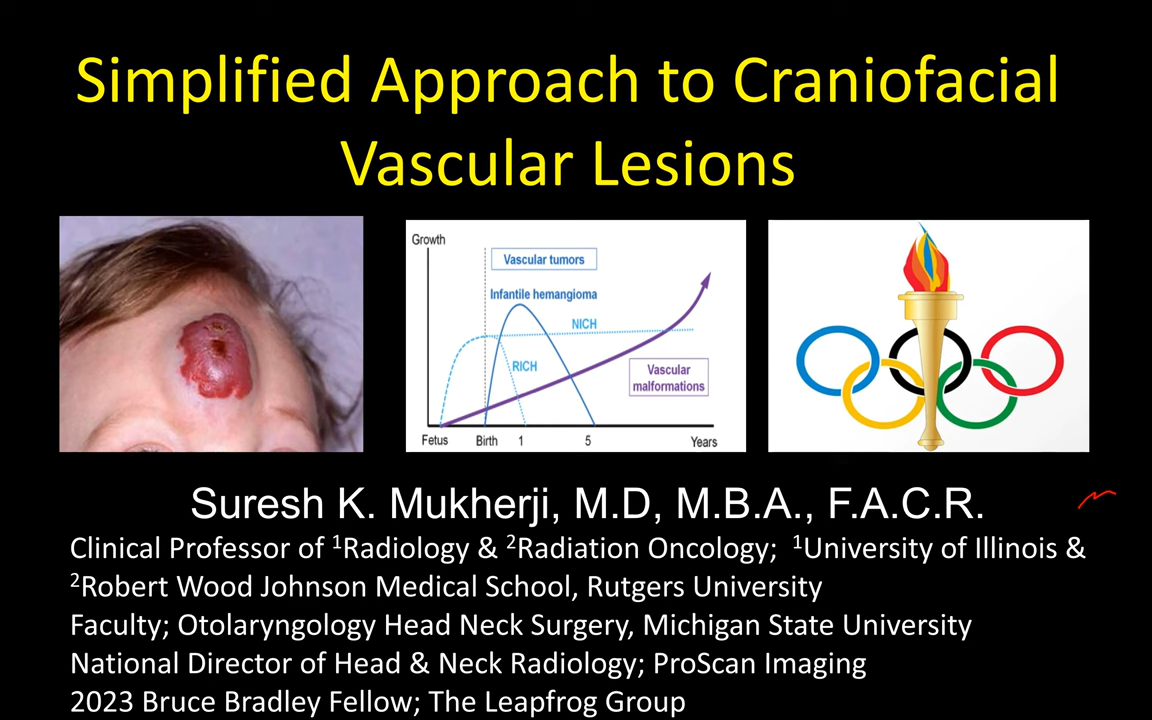 Simplified Approach to Craniofacial
Vascular Lesions
Growth
Vascular tumors
Infantile hemangioma
NICH
RICH
Vascular
malformations
Fetus Birth 1 5 Years
Suresh K. Mukherji, M.D, M.B.A., F.A.C.R.
Clinical Professor of ¹Radiology & ²Radiation Oncology; ¹University of Illinois &
²Robert Wood Johnson Medical School, Rutgers University
Faculty; Otolaryngology Head Neck Surgery, Michigan State University
National Director of Head & Neck Radiology; ProScan Imaging
2023 Bruce Bradley Fellow; The Leapfrog Group